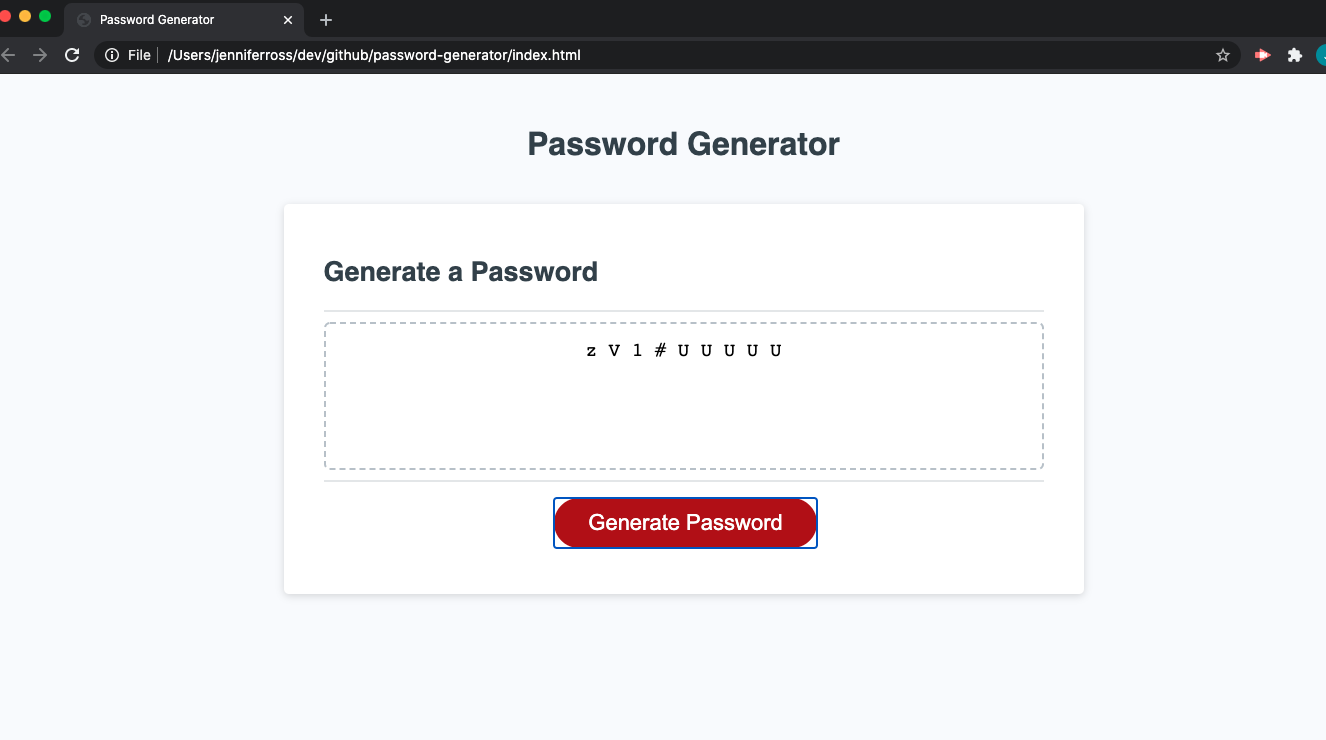 Password Generator
File
/Users/jenniferross/dev/github/password-generator/index.html
Password Generator
Generate a Password
z V 1 # U U U U U
Generate Password